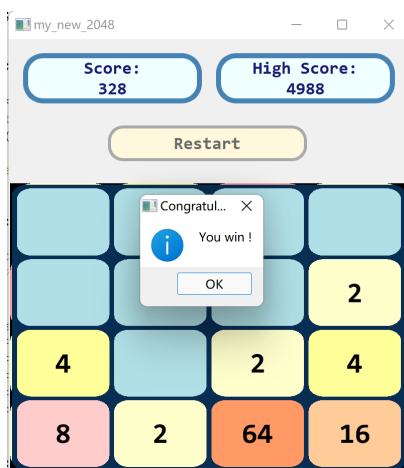 my_new_2048
Score:
328
High Score:
4988
Restart
Congratul...
You win !
OK
2
4
2
4
8
2
64
16